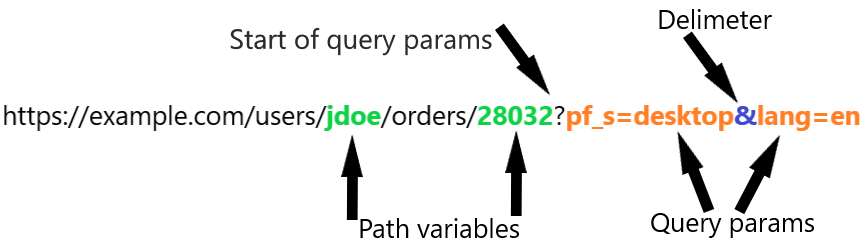 Delimeter
Start of query params
https://example.com/users/jdoe/orders/28032?pf_s=desktop&lang=en
Path variables
Query params